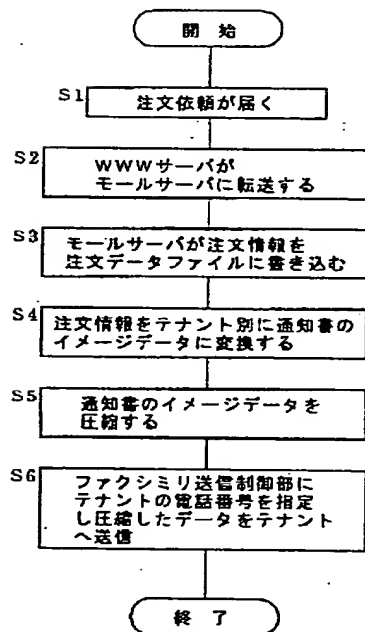 開始
S1
注文依頼が届く
S2
WWWサーバが
モールサーバに転送する
S3
モールサーバが注文情報を
注文データファイルに書き込む
S4
注文情報をテナント別に通知書の
イメージデータに変換する
S5
通知書のイメージデータを
圧縮する
S6
ファクシミリ送信制御部に
テナントの電話番号を指定
し圧縮したデータをテナント
へ送信
終了